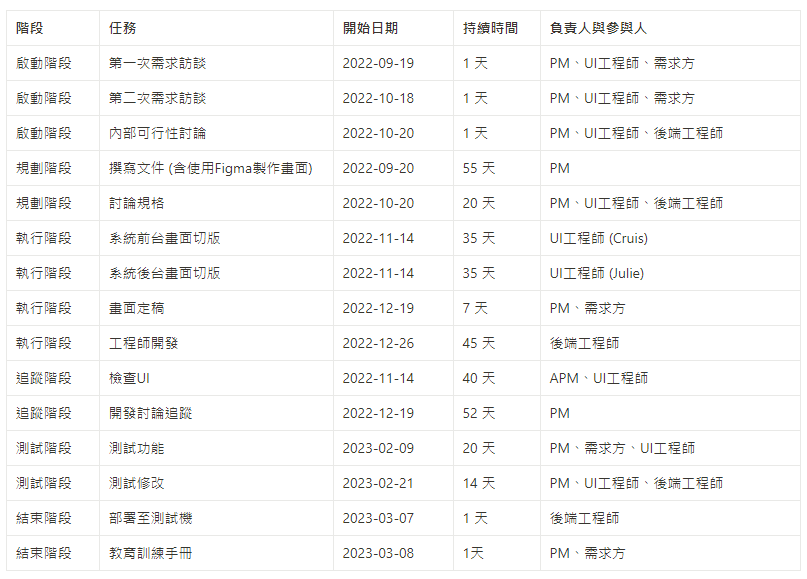 階段 任務 開始日期 持續時間 負責人與參與人
啟動階段 第一次需求訪談 2022-09-19 1 天 PM、UI工程師、需求方
啟動階段 第二次需求訪談 2022-10-18 1 天 PM、UI工程師、需求方
啟動階段 內部可行性討論 2022-10-20 1 天 PM、UI工程師、後端工程師
規劃階段 撰寫文件 (含使用Figma製作畫面) 2022-09-20 55 天 PM
規劃階段 討論規格 2022-10-20 20 天 PM、UI工程師、後端工程師
執行階段 系統前台畫面切版 2022-11-14 35 天 UI工程師 (Cruis)
執行階段 系統後台畫面切版 2022-11-14 35 天 UI工程師 (Julie)
執行階段 畫面定稿 2022-12-19 7 天 PM、需求方
執行階段 工程師開發 2022-12-26 45 天 後端工程師
追蹤階段 檢查UI 2022-11-14 40 天 APM、UI工程師
追蹤階段 開發討論追蹤 2022-12-19 52 天 PM
測試階段 測試功能 2023-02-09 20 天 PM、需求方、UI工程師
測試階段 測試修改 2023-02-21 14 天 PM、UI工程師、後端工程師
結束階段 部署至測試機 2023-03-07 1 天 後端工程師
結束階段 教育訓練手冊 2023-03-08 1天 PM、需求方